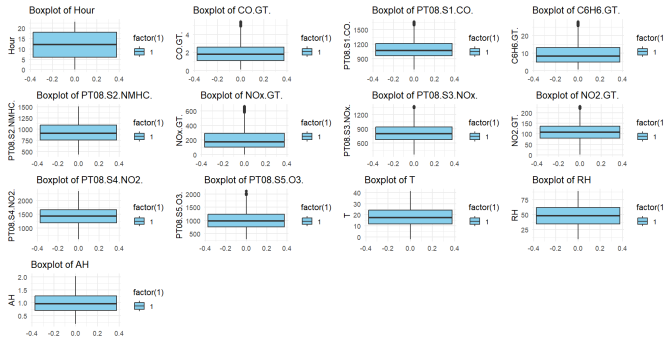 Boxplot of Hour
Hour
20
15
10
5
0
-0.4 -0.2 0.0 0.2 0.4
factor(1)
1
Boxplot of CO.GT.
CO.GT.
5
4
3
2
1
0
-0.4 -0.2 0.0 0.2 0.4
factor(1)
1
Boxplot of PT08.S1.CO.
PT08.S1.CO.
1500
1200
900
-0.4 -0.2 0.0 0.2 0.4
factor(1)
1
Boxplot of C6H6.GT.
C6H6.GT.
20
10
0
-0.4 -0.2 0.0 0.2 0.4
factor(1)
1
Boxplot of PT08.S2.NMHC.
PT08.S2.NMHC.
1500
1250
1000
750
500
-0.4 -0.2 0.0 0.2 0.4
factor(1)
1
Boxplot of NOx.GT.
NOx.GT.
600
400
200
0
-0.4 -0.2 0.0 0.2 0.4
factor(1)
1
Boxplot of PT08.S3.NOx.
PT08.S3.NOx.
1200
900
600
-0.4 -0.2 0.0 0.2 0.4
factor(1)
1
Boxplot of NO2.GT.
NO2.GT.
200
150
100
50
0
-0.4 -0.2 0.0 0.2 0.4
factor(1)
1
Boxplot of PT08.S4.NO2.
PT08.S4.NO2.
2000
1500
1000
-0.4 -0.2 0.0 0.2 0.4
factor(1)
1
Boxplot of PT08.S5.O3.
PT08.S5.O3.
2000
1500
1000
500
-0.4 -0.2 0.0 0.2 0.4
factor(1)
1
Boxplot of T
T
40
30
20
10
0
-0.4 -0.2 0.0 0.2 0.4
factor(1)
1
Boxplot of RH
RH
75
50
25
-0.4 -0.2 0.0 0.2 0.4
factor(1)
1
Boxplot of AH
AH
2.0
1.5
1.0
0.5
-0.4 -0.2 0.0 0.2 0.4
factor(1)
1